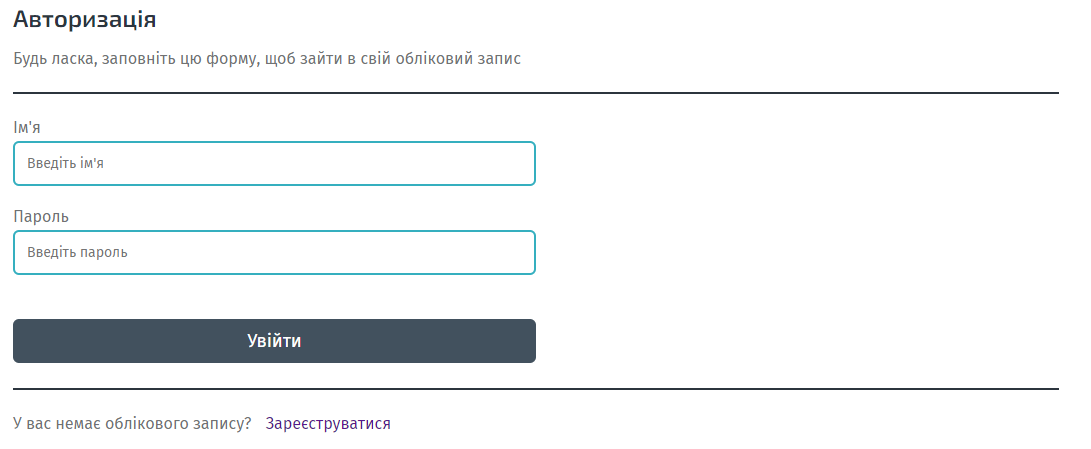 Авторизація
Будь ласка, заповніть цю форму, щоб зайти в свій обліковий запис
Ім'я
Введіть ім'я
Пароль
Введіть пароль
Увійти
У вас немає облікового запису? Зареєструватися